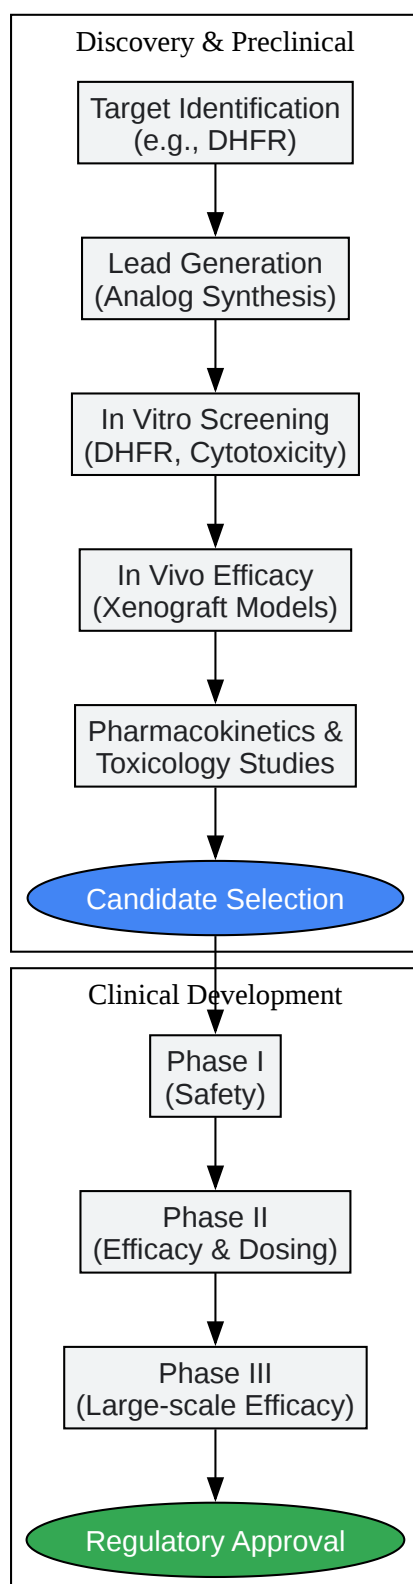 Discovery & Preclinical
Target Identification
(e.g., DHFR)
Lead Generation
(Analog Synthesis)
In Vitro Screening
(DHFR, Cytotoxicity)
In Vivo Efficacy
(Xenograft Models)
Pharmacokinetics &
Toxicology Studies
Candidate Selection
Clinical Development
Phase I
(Safety)
Phase II
(Efficacy & Dosing)
Phase III
(Large-scale Efficacy)
Regulatory Approval